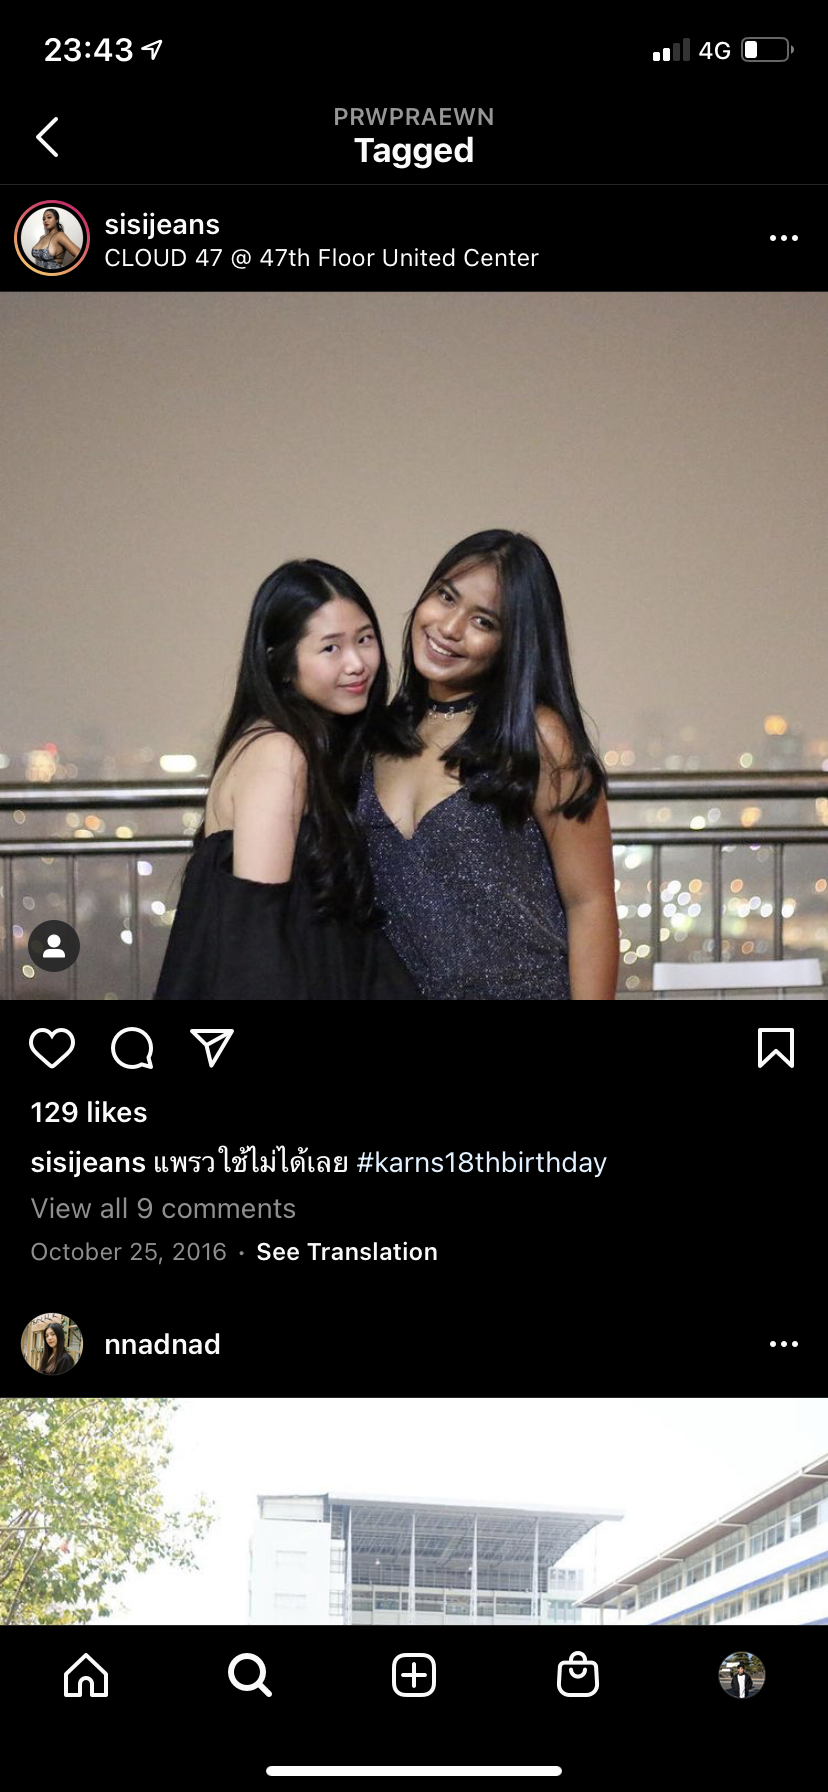 23:43
4G
PRWPRAEWN
Tagged
sisijeans
CLOUD 47 @ 47th Floor United Center
129 likes
sisijeans แพรวใช้ไม่ได้เลย #karns18thbirthday
View all 9 comments
October 25, 2016 · See Translation
nnadnad